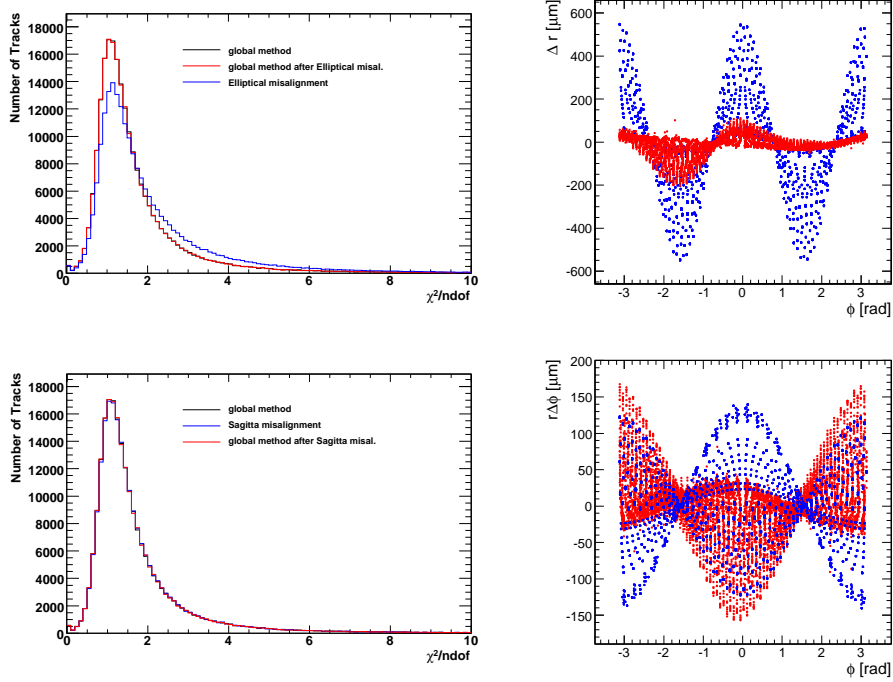 Number of Tracks
18000
16000
14000
12000
10000
8000
6000
4000
2000
0
global method
global method after Elliptical misal.
Elliptical misalignment
0 2 4 6 8 10
χ²/ndof
Δ r [μm]
600
400
200
0
-200
-400
-600
-3 -2 -1 0 1 2 3
ϕ [rad]
Number of Tracks
18000
16000
14000
12000
10000
8000
6000
4000
2000
0
global method
Sagitta misalignment
global method after Sagitta misal.
0 2 4 6 8 10
χ²/ndof
rΔϕ [μm]
200
150
100
50
0
-50
-100
-150
-3 -2 -1 0 1 2 3
ϕ [rad]